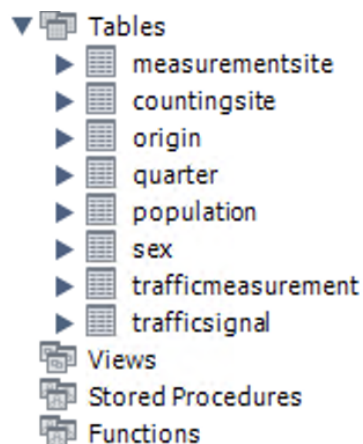 Tables
measurementsite
countingsite
origin
quarter
population
sex
trafficmeasurement
trafficsignal
Views
Stored Procedures
Functions